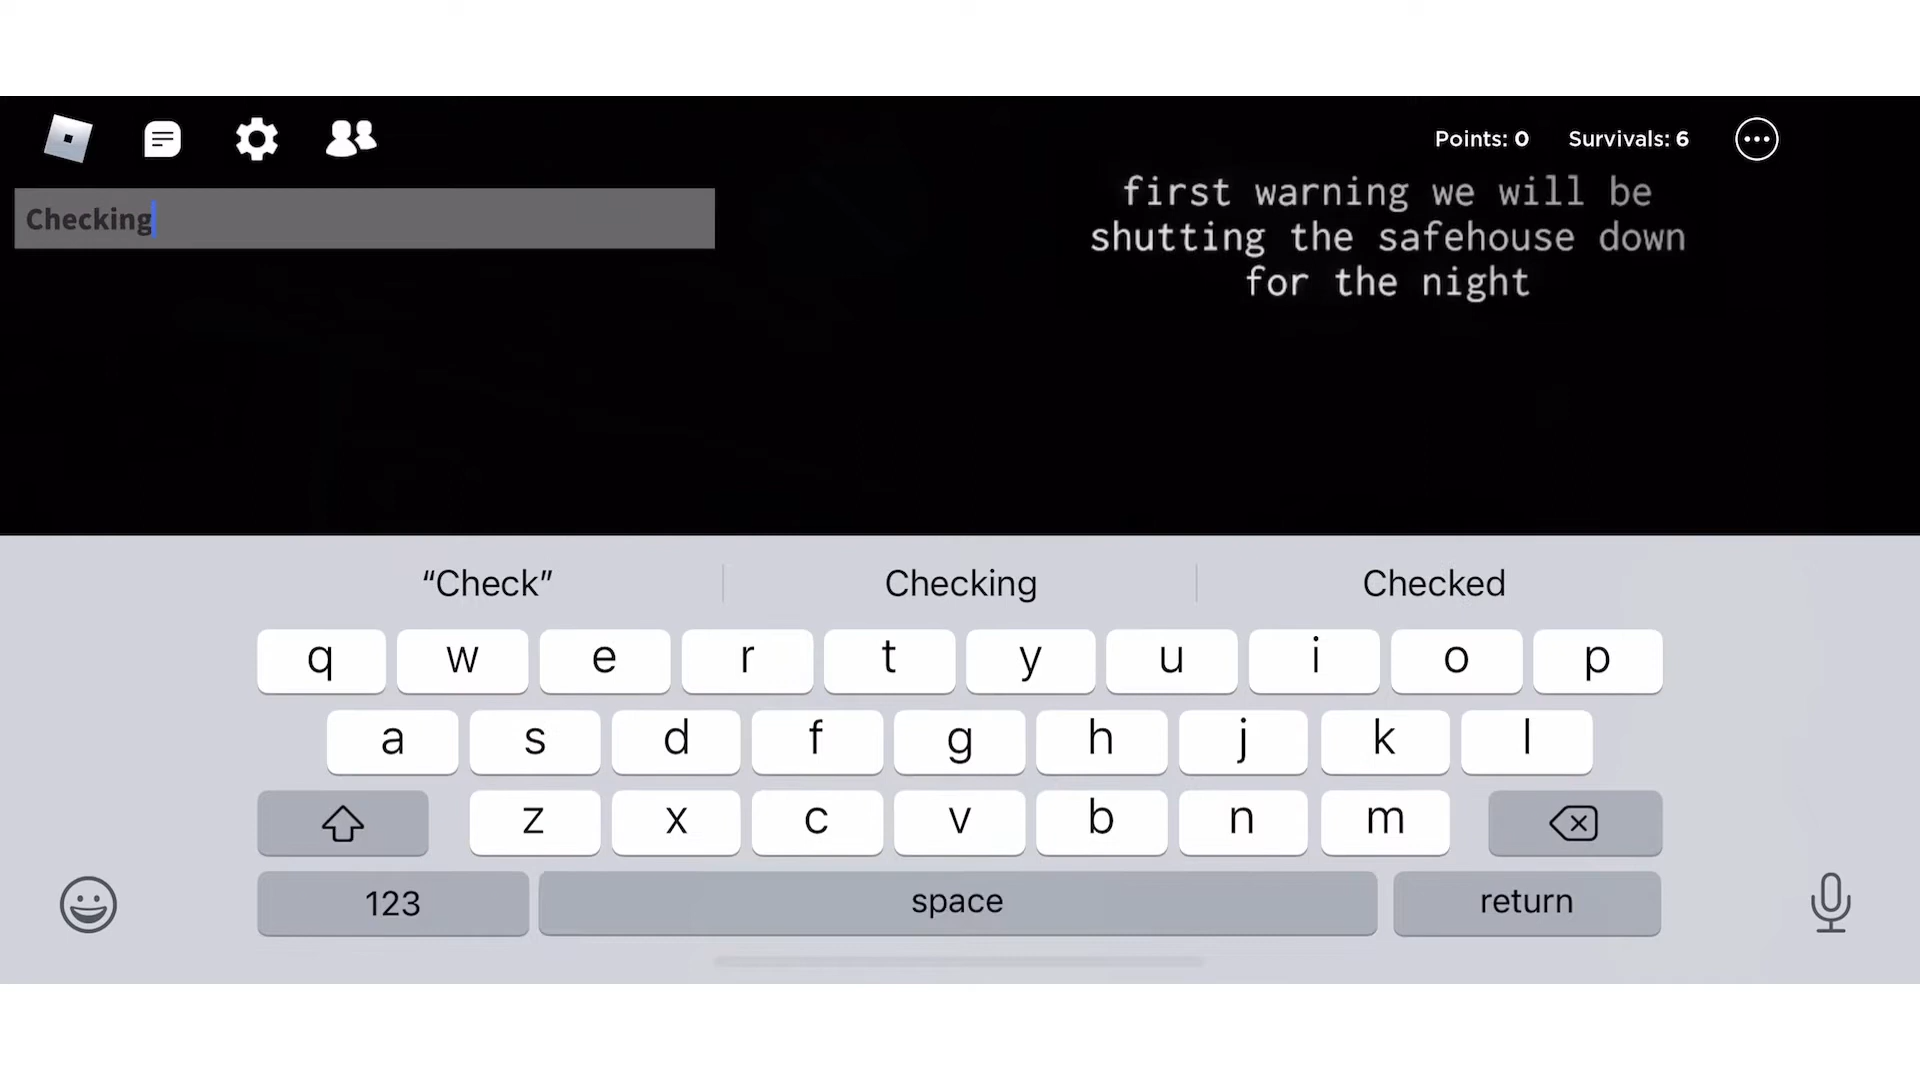 Points: 0 Survivals: 6
Checking
first warning we will be
shutting the safehouse down
for the night
“Check” Checking Checked
q w e r t y u i o p
a s d f g h j k l
z x c v b n m
123 space return